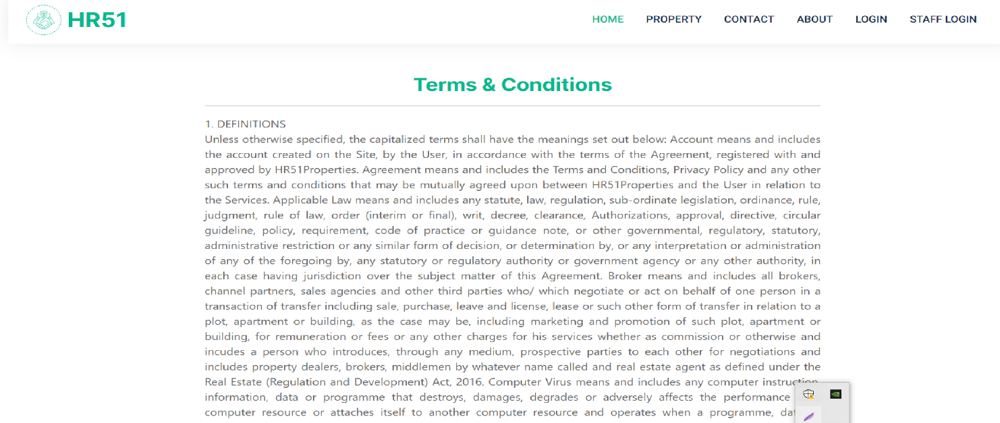 HR51
HOME PROPERTY CONTACT ABOUT LOGIN STAFF LOGIN
Terms & Conditions
1. DEFINITIONS
Unless otherwise specified, the capitalized terms shall have the meanings set out below: Account means and includes
the account created on the Site, by the User, in accordance with the terms of the Agreement, registered with and
approved by HR51Properties. Agreement means and includes the Terms and Conditions, Privacy Policy and any other
such terms and conditions that may be mutually agreed upon between HR51Properties and the User in relation to
the Services. Applicable Law means and includes any statute, law, regulation, sub-ordinate legislation, ordinance, rule,
judgment, rule of law, order (interim or final), writ, decree, clearance, Authorizations, approval, directive, circular
guideline, policy, requirement, code of practice or guidance note, or other governmental, regulatory, statutory,
administrative restriction or any similar form of decision, or determination by, or any interpretation or administration
of any of the foregoing by, any statutory or regulatory authority or government agency or any other authority, in
each case having jurisdiction over the subject matter of this Agreement. Broker means and includes all brokers,
channel partners, sales agencies and other third parties who/ which negotiate or act on behalf of one person in a
transaction of transfer including sale, purchase, leave and license, lease or such other form of transfer in relation to a
plot, apartment or building, as the case may be, including marketing and promotion of such plot, apartment or
building, for remuneration or fees or any other charges for his services whether as commission or otherwise and
incudes a person who introduces, through any medium, prospective parties to each other for negotiations and
includes property dealers, brokers, middlemen by whatever name called and real estate agent as defined under the
Real Estate (Regulation and Development) Act, 2016. Computer Virus means and includes any computer instruction,
information, data or programme that destroys, damages, degrades or adversely affects the performance
computer resource or attaches itself to another computer resource and operates when a programme,